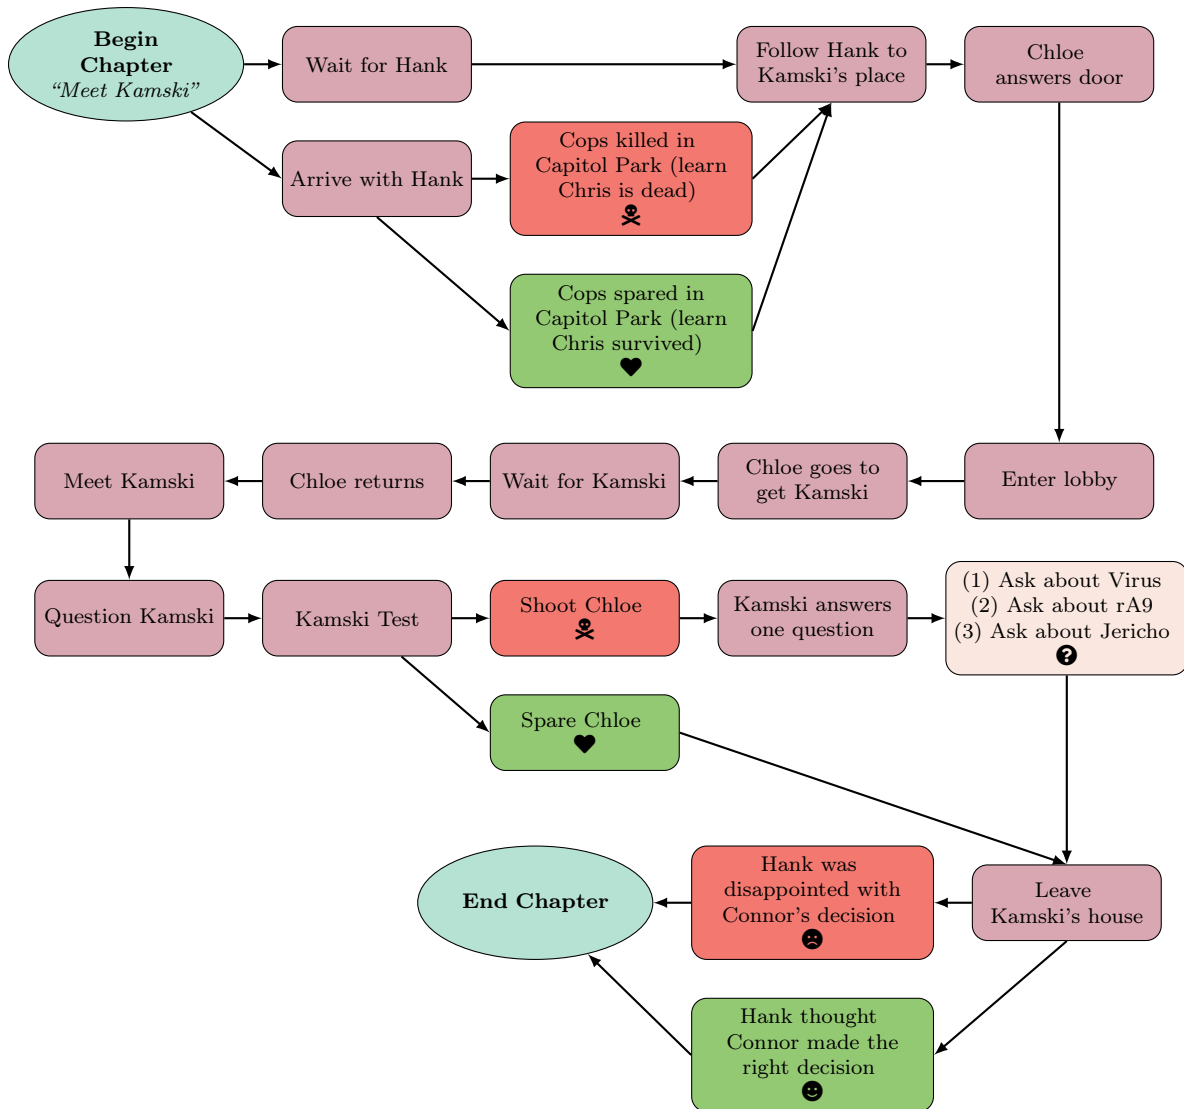 Begin
Chapter
“Meet Kamski”
Wait for Hank
Follow Hank to
Kamski’s place
Chloe
answers door
Arrive with Hank
Cops killed in
Capitol Park (learn
Chris is dead)
Cops spared in
Capitol Park (learn
Chris survived)
Meet Kamski
Chloe returns
Wait for Kamski
Chloe goes to
get Kamski
Enter lobby
Question Kamski
Kamski Test
Shoot Chloe
Kamski answers
one question
(1) Ask about Virus
(2) Ask about rA9
(3) Ask about Jericho
Spare Chloe
End Chapter
Hank was
disappointed with
Connor’s decision
Leave
Kamski’s house
Hank thought
Connor made the
right decision